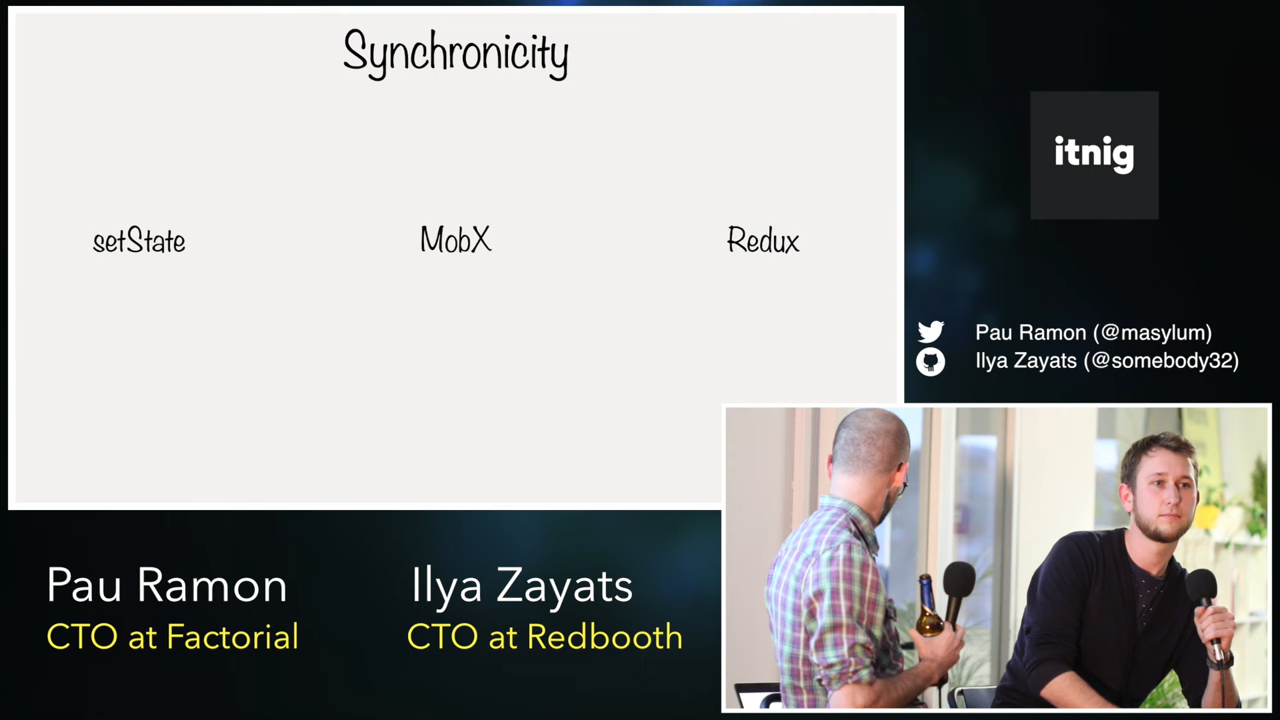 Synchronicity
setState MobX Redux
itnig
Pau Ramon (@masylum)
Ilya Zayats (@somebody32)
Pau Ramon Ilya Zayats
CTO at Factorial CTO at Redbooth